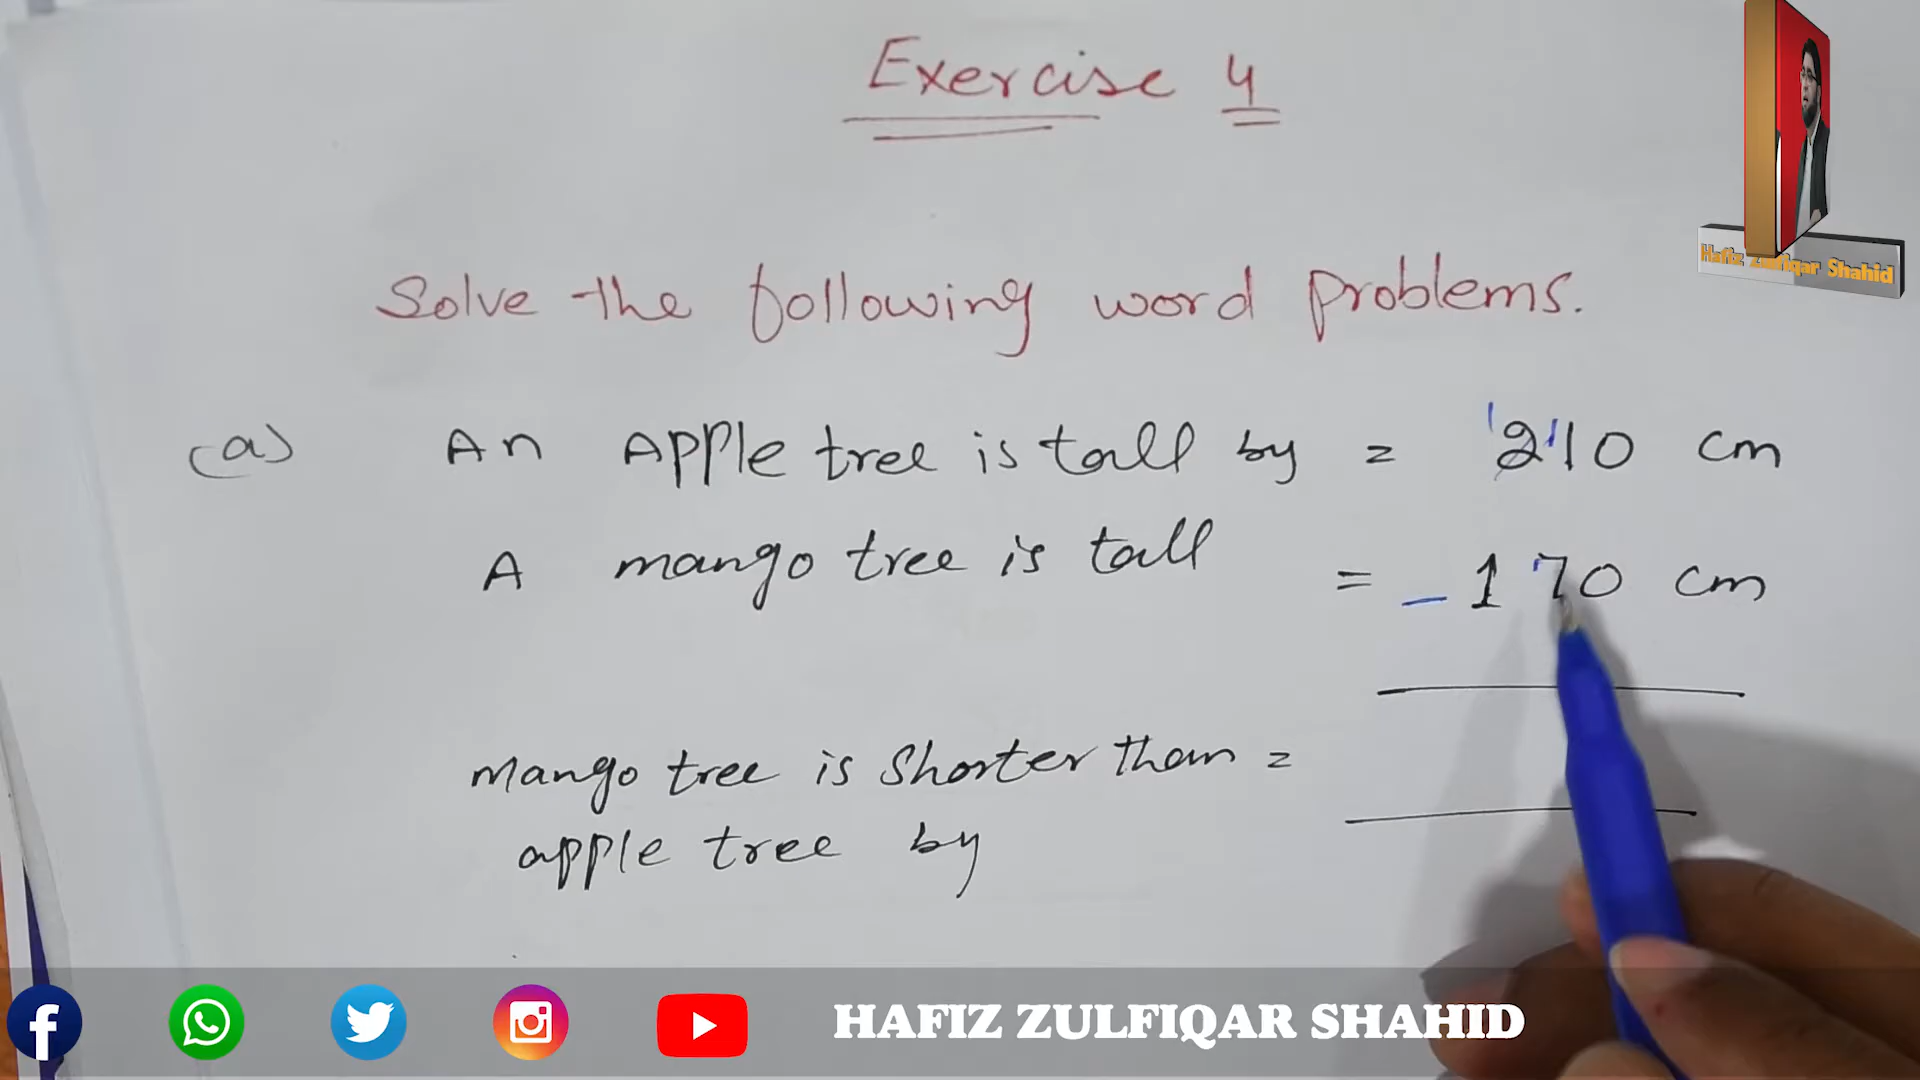 Exercise 4
Hafiz Zulfiqar Shahid
Solve the following word problems.
(a) An Apple tree is tall by = 210 cm
A mango tree is tall = - 170 cm
mango tree is shorter than =
apple tree by
HAFIZ ZULFIQAR SHAHID